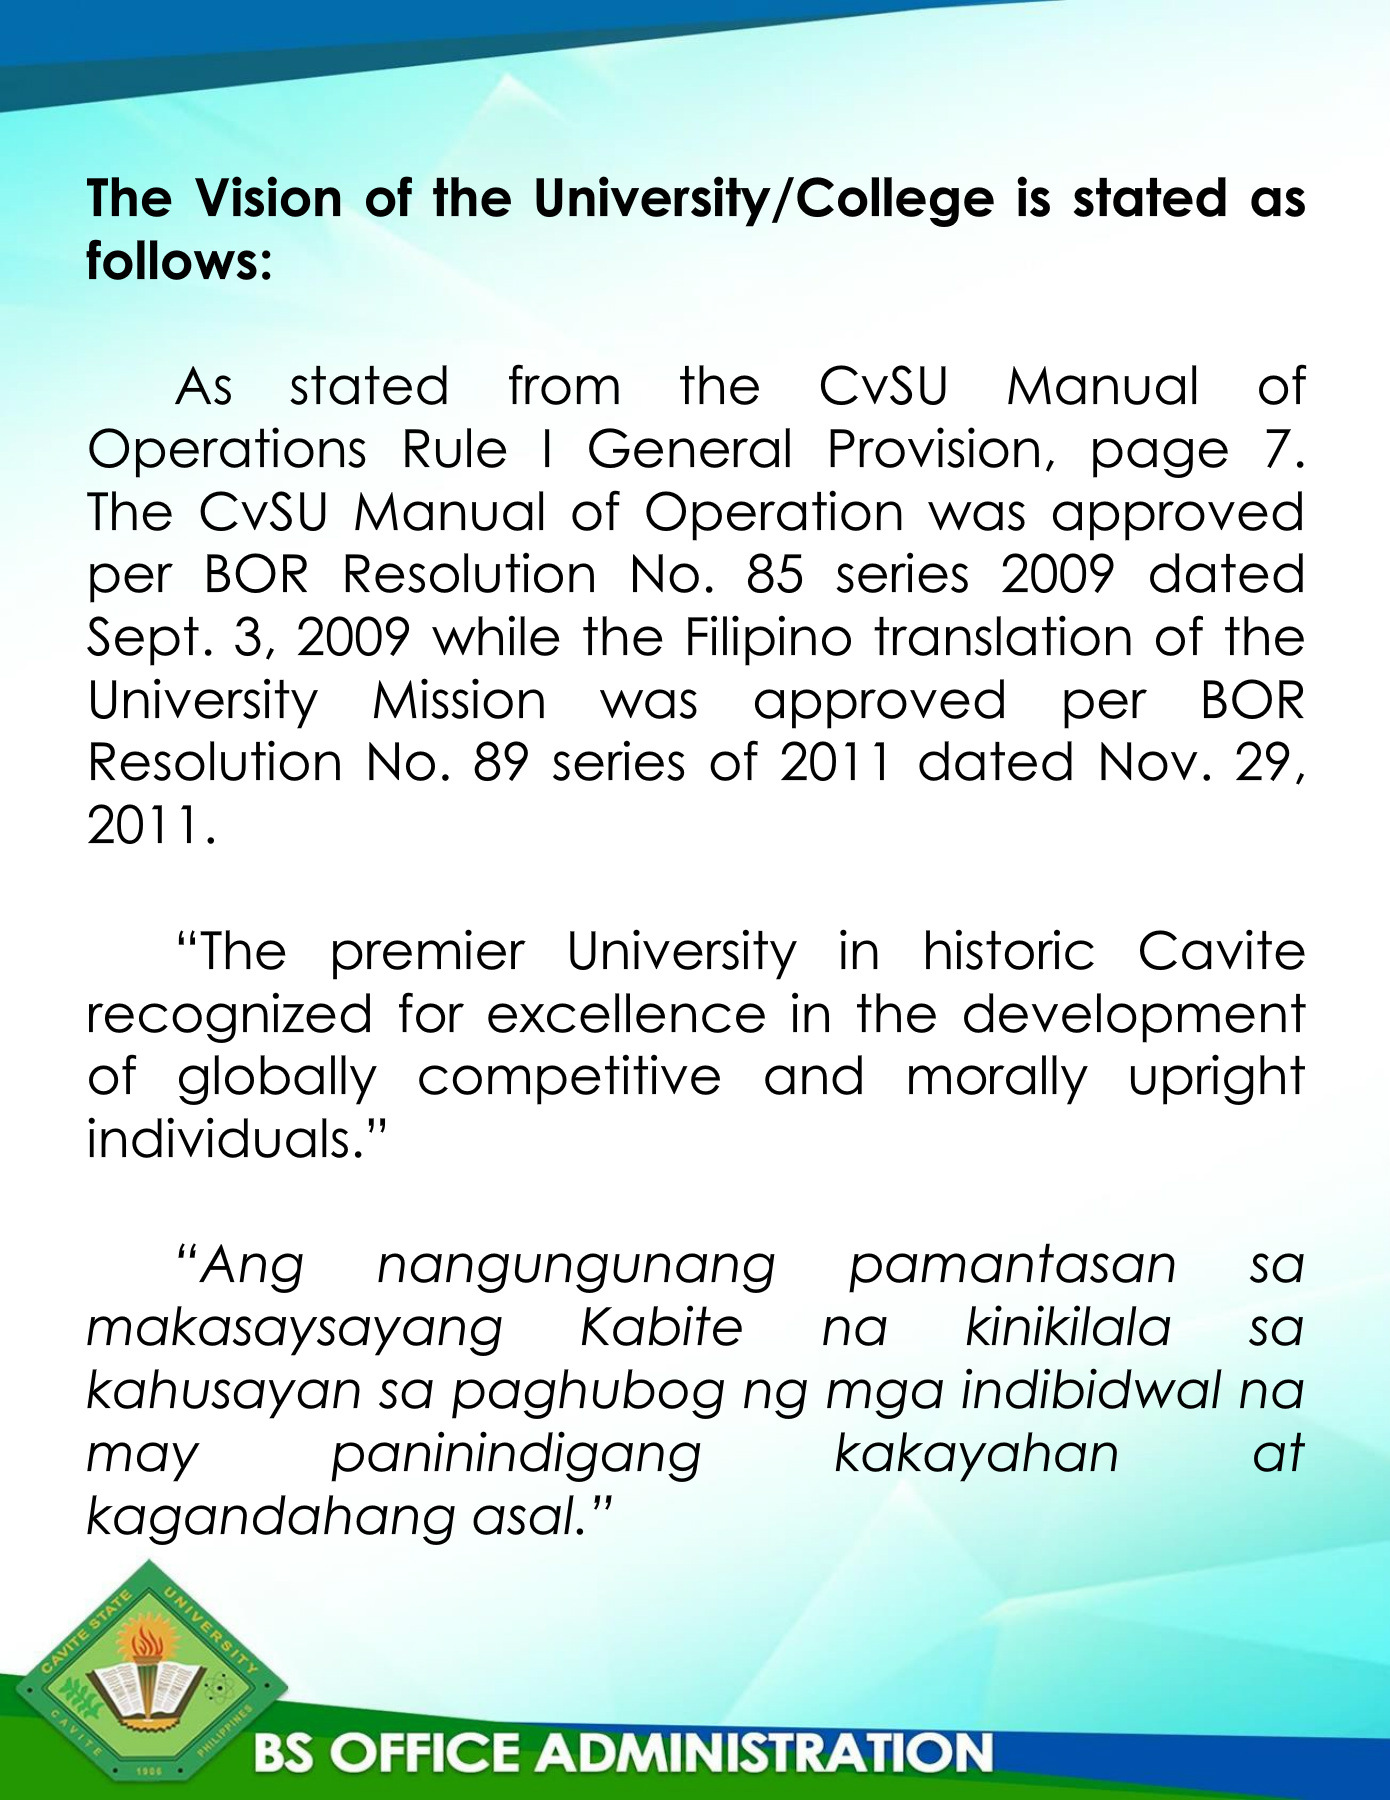 The Vision of the University/College is stated as
follows:
As stated from the CvSU Manual of
Operations Rule I General Provision, page 7.
The CvSU Manual of Operation was approved
per BOR Resolution No. 85 series 2009 dated
Sept. 3, 2009 while the Filipino translation of the
University Mission was approved per BOR
Resolution No. 89 series of 2011 dated Nov. 29,
2011.
“The premier University in historic Cavite
recognized for excellence in the development
of globally competitive and morally upright
individuals.”
“Ang nangungunang pamantasan sa
makasaysayang Kabite na kinikilala sa
kahusayan sa paghubog ng mga indibidwal na
may paninindigang kakayahan at
kagandahang asal.”
CAVITE STATE UNIVERSITY
CAVITE PHILIPPINES
1906
BS OFFICE ADMINISTRATION